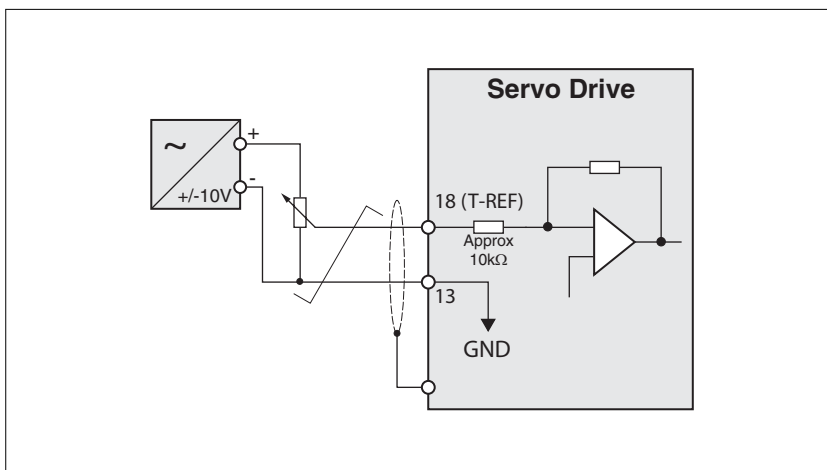 Servo Drive
~
+
-
+/-10V
18 (T-REF)
Approx
10kΩ
13
GND